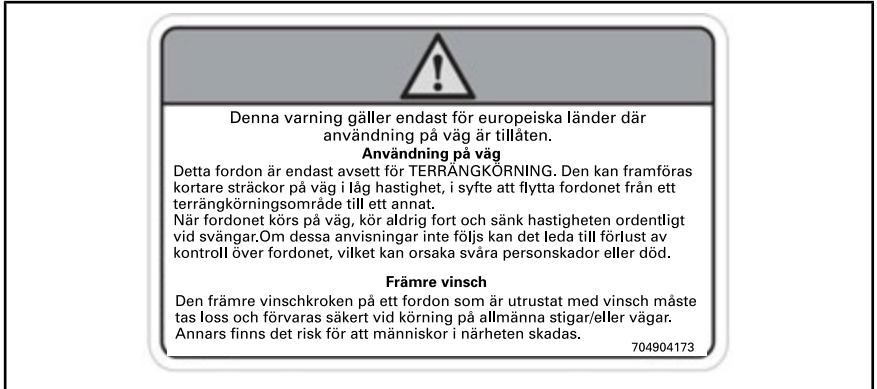 Denna varning gäller endast för europeiska länder där
användning på väg är tillåten.
Användning på väg
Detta fordon är endast avsett för TERRÄNGKÖRNING. Den kan framföras
kortare sträckor på väg i låg hastighet, i syfte att flytta fordonet från ett
terrängkörningsområde till ett annat.
När fordonet körs på väg, kör aldrig fort och sänk hastigheten ordentligt
vid svängar.Om dessa anvisningar inte följs kan det leda till förlust av
kontroll över fordonet, vilket kan orsaka svåra personskador eller död.
Främre vinsch
Den främre vinschkroken på ett fordon som är utrustat med vinsch måste
tas loss och förvaras säkert vid körning på allmänna stigar/eller vägar.
Annars finns det risk för att människor i närheten skadas.
704904173